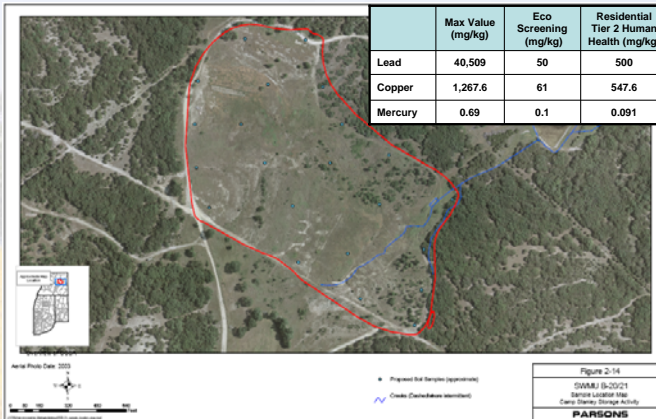 Max Value (mg/kg)
Eco Screening (mg/kg)
Residential Tier 2 Human Health (mg/kg
Lead 40,509 50 500
Copper 1,267.6 61 547.6
Mercury 0.69 0.1 0.091
Aerial Photo Date: 2003
Proposed Soil Samples (approximate)
Creeks
Figure 2-14
SWMU B-20/21
Sample Location Map
Camp Stanley Storage Activity
PARSONS